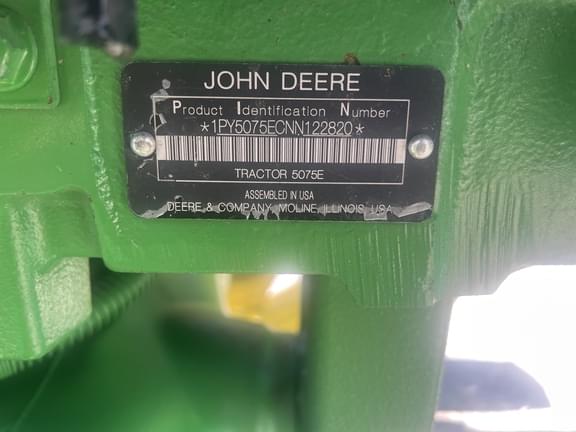 JOHN DEERE
Product Identification Number
*1PY5075ECNN122820*
TRACTOR 5075E
ASSEMBLED IN USA
DEERE & COMPANY MOLINE, ILLINOIS, USA